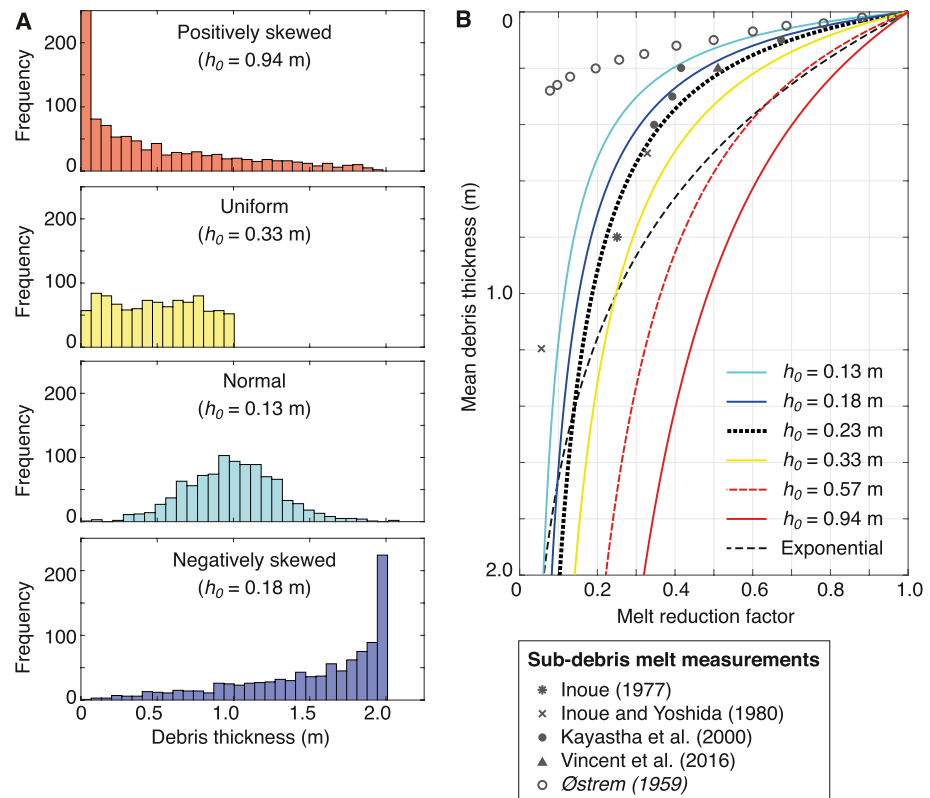 A
Positively skewed
(h0 = 0.94 m)
Frequency
200
100
0
Uniform
(h0 = 0.33 m)
Frequency
200
100
0
Normal
(h0 = 0.13 m)
Frequency
200
100
0
Negatively skewed
(h0 = 0.18 m)
Frequency
200
100
0
0 0.5 1.0 1.5 2.0
Debris thickness (m)
B
0
1.0
2.0
Mean debris thickness (m)
h0 = 0.13 m
h0 = 0.18 m
h0 = 0.23 m
h0 = 0.33 m
h0 = 0.57 m
h0 = 0.94 m
Exponential
0 0.2 0.4 0.6 0.8 1.0
Melt reduction factor
Sub-debris melt measurements
Inoue (1977)
Inoue and Yoshida (1980)
Kayastha et al. (2000)
Vincent et al. (2016)
Østrem (1959)